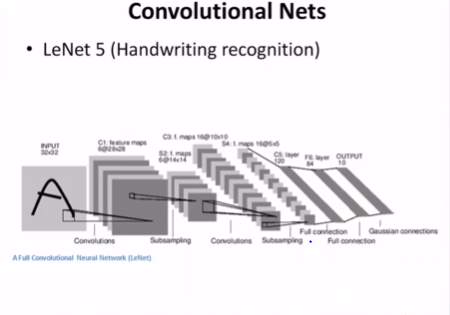 Convolutional Nets
• LeNet 5 (Handwriting recognition)
C3: f. maps 16@10x10
INPUT
32x32
C1: feature maps
6@28x28
S4: f. maps 16@5x5
S2: f. maps
6@14x14
C5: layer
120
F6: layer
84
OUTPUT
10
Full connection
Gaussian connections
Convolutions
Subsampling
Convolutions
Subsampling
Full connection
A Full Convolutional Neural Network (LeNet)